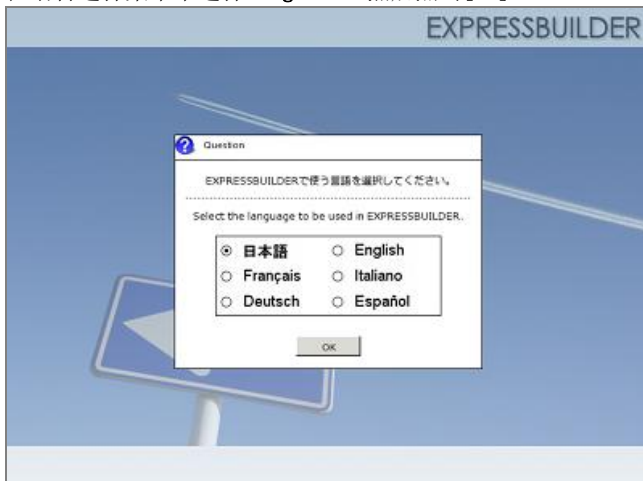 EXPRESSBUILDER
Question
EXPRESSBUILDERで使う言語を選択してください。
Select the language to be used in EXPRESSBUILDER.
日本語 English
Français Italiano
Deutsch Español
OK